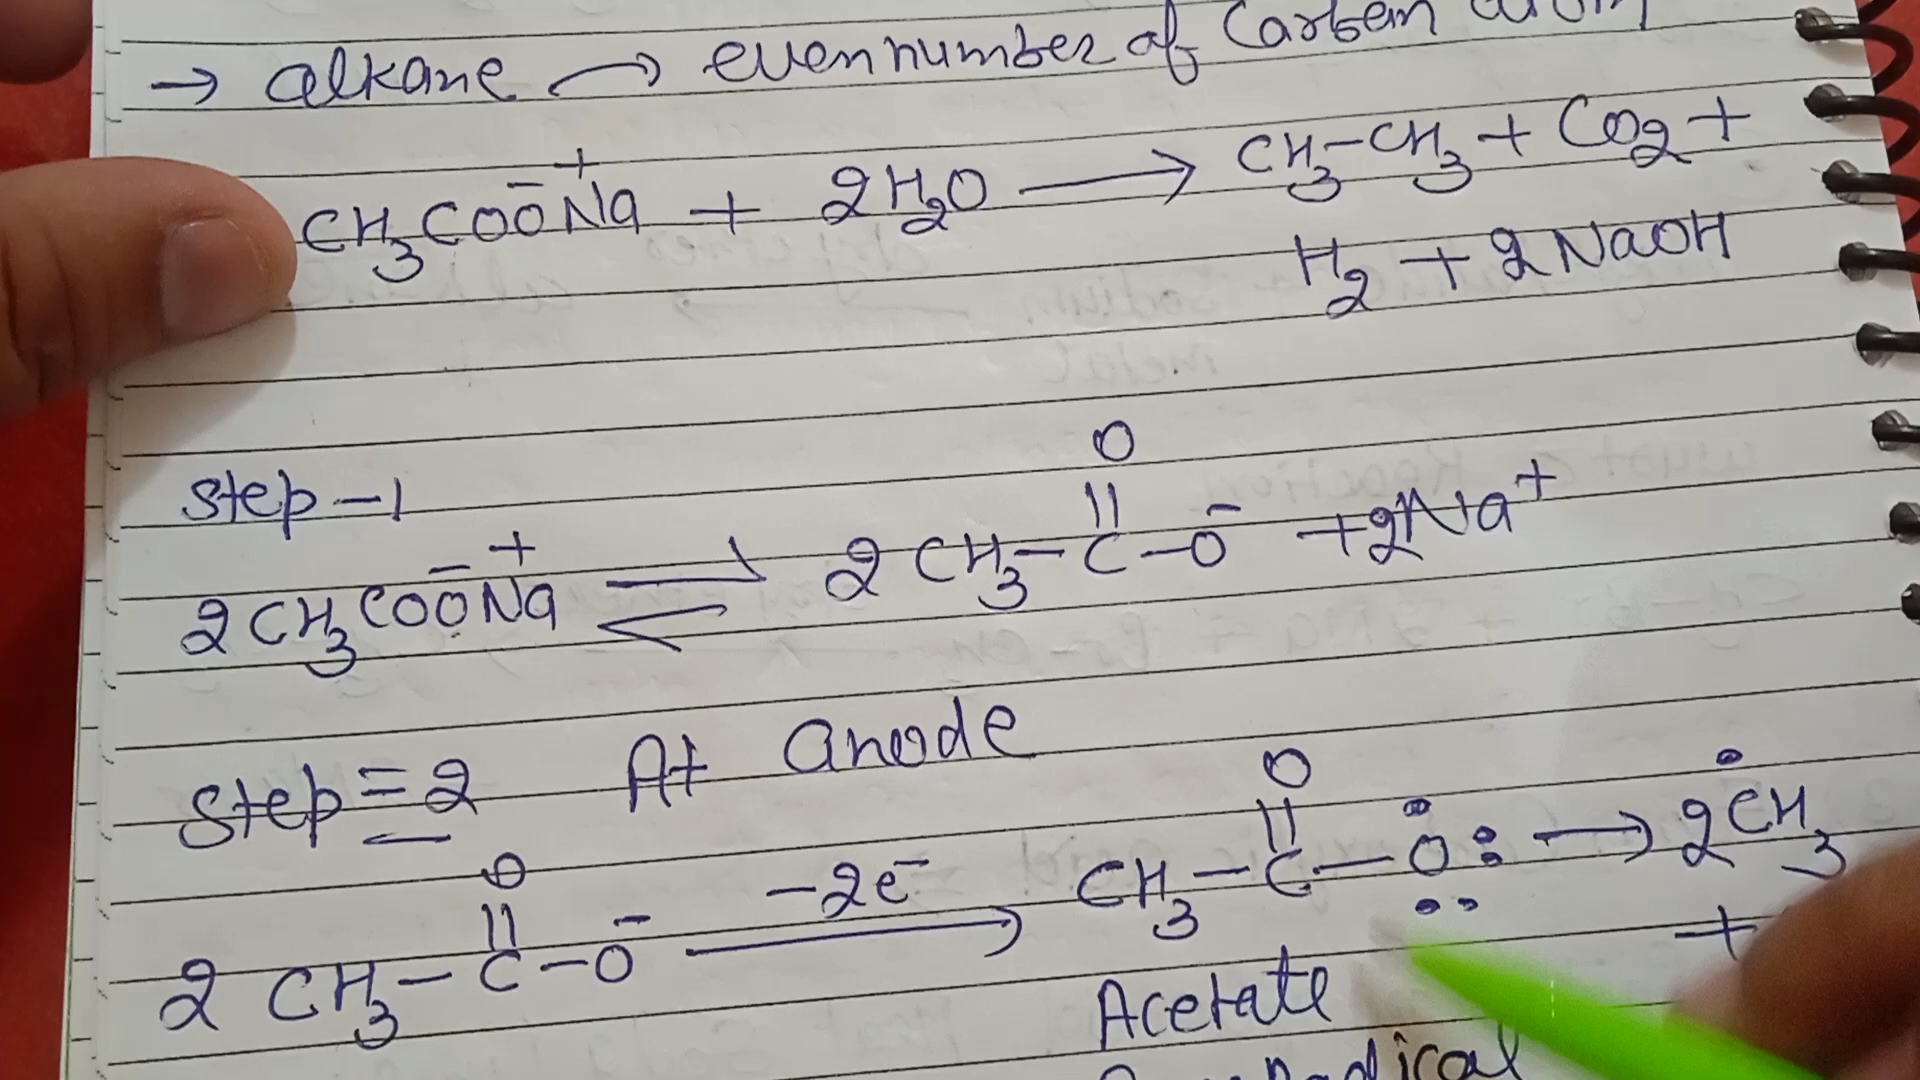 → alkane → even number of Carbon atom
CH3COO⁻Na⁺ + 2H2O → CH3-CH3 + CO2 +
H2 + 2NaOH
Step-1
O
||
2CH3COO⁻Na⁺ ⇌ 2CH3-C-O⁻ + 2Na⁺
Step=2 At anode
O O
|| ||
2CH3-C-O⁻ -2e⁻→ CH3-C-O: → 2CH3
+
Acetate